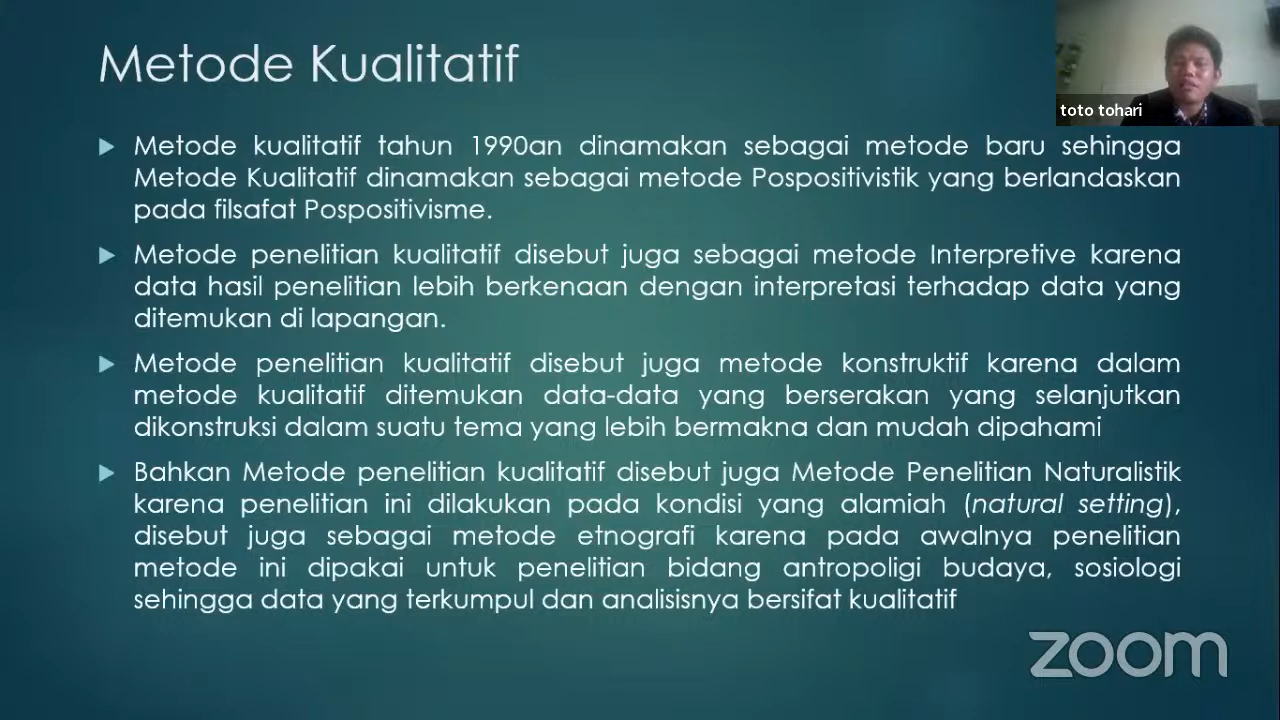 Metode Kualitatif
toto tohari
Metode kualitatif tahun 1990an dinamakan sebagai metode baru sehingga
Metode Kualitatif dinamakan sebagai metode Pospositivistik yang berlandaskan
pada filsafat Pospositivisme.
Metode penelitian kualitatif disebut juga sebagai metode Interpretive karena
data hasil penelitian lebih berkenaan dengan interpretasi terhadap data yang
ditemukan di lapangan.
Metode penelitian kualitatif disebut juga metode konstruktif karena dalam
metode kualitatif ditemukan data-data yang berserakan yang selanjutkan
dikonstruksi dalam suatu tema yang lebih bermakna dan mudah dipahami
Bahkan Metode penelitian kualitatif disebut juga Metode Penelitian Naturalistik
karena penelitian ini dilakukan pada kondisi yang alamiah (natural setting),
disebut juga sebagai metode etnografi karena pada awalnya penelitian
metode ini dipakai untuk penelitian bidang antropoligi budaya, sosiologi
sehingga data yang terkumpul dan analisisnya bersifat kualitatif
zoom